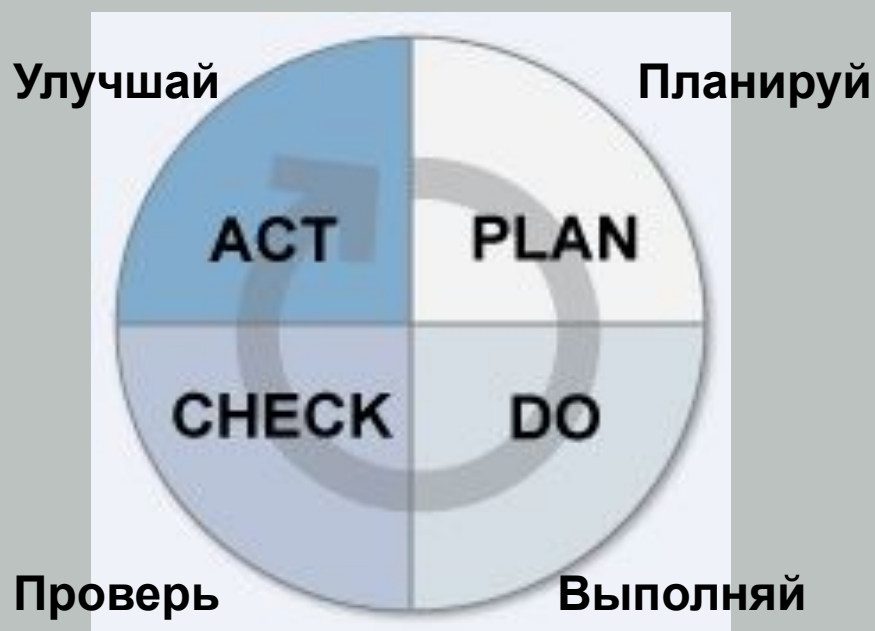 Улучшай
Планируй
ACT
PLAN
CHECK
DO
Проверь
Выполняй